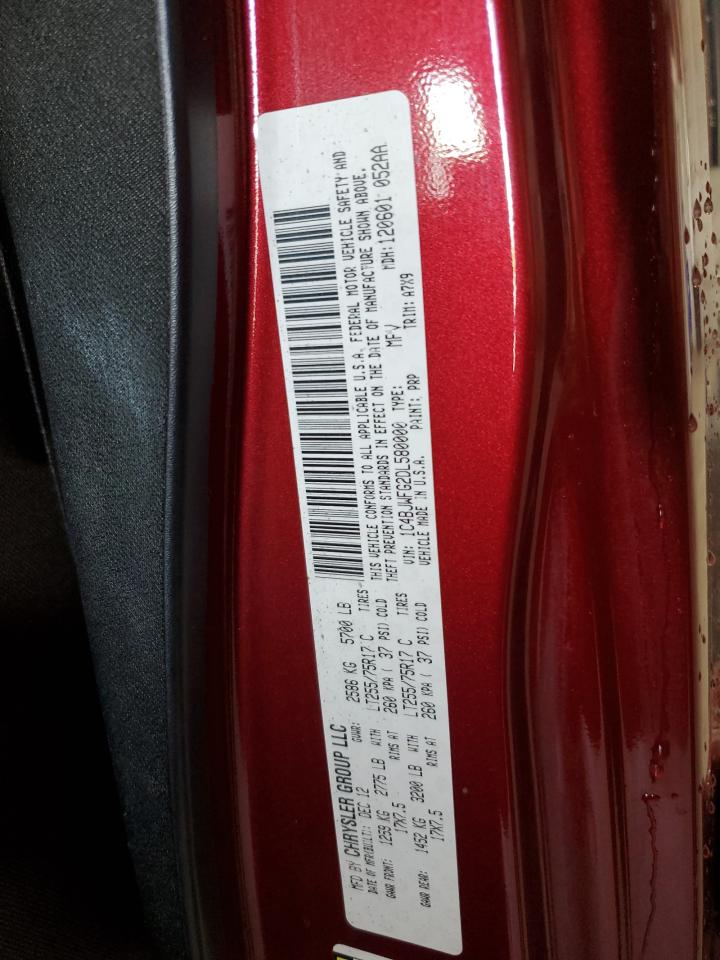 MFD BY CHRYSLER GROUP LLC
DATE OF MFR(BUILT): DEC 12 GVWR: 2586 KG 5700 LB
GAWR FRONT: 1259 KG 2775 LB WITH LT255/75R17 C TIRES
17X7.5 RIMS AT 260 KPA ( 37 PSI) COLD
GAWR REAR: 1452 KG 3200 LB WITH LT255/75R17 C TIRES
17X7.5 RIMS AT 260 KPA ( 37 PSI) COLD
THIS VEHICLE CONFORMS TO ALL APPLICABLE U.S.A. FEDERAL MOTOR VEHICLE SAFETY AND
THEFT PREVENTION STANDARDS IN EFFECT ON THE DATE OF MANUFACTURE SHOWN ABOVE.
VIN: 1C4BJWFG2DL580000 TYPE: MDH: 120601 052AA
VEHICLE MADE IN U.S.A. PAINT: PRP TRIM: A7X9